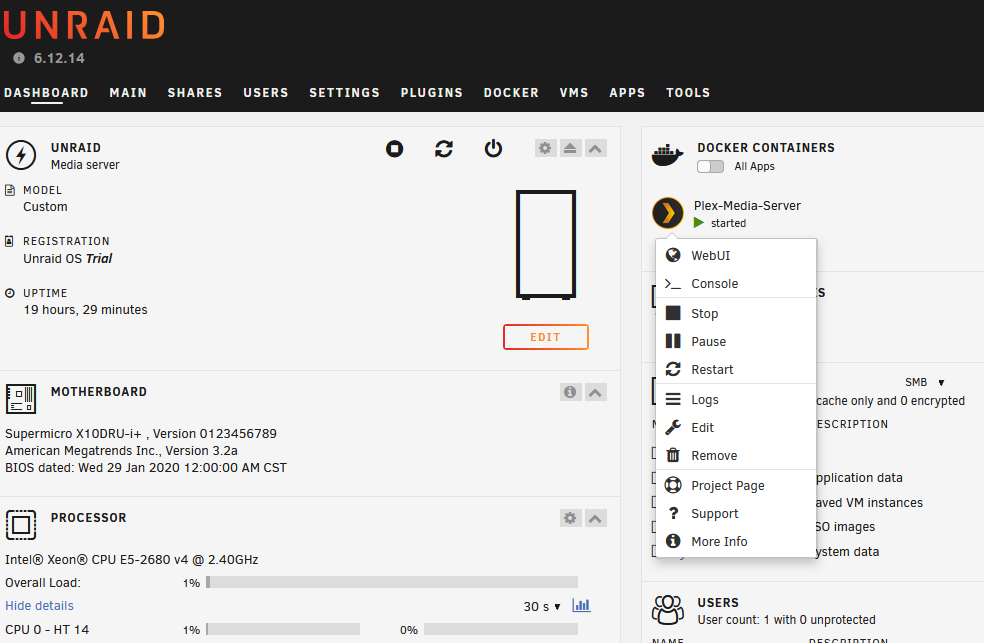 UNRAID
6.12.14
DASHBOARD MAIN SHARES USERS SETTINGS PLUGINS DOCKER VMS APPS TOOLS
UNRAID
Media server
MODEL
Custom
REGISTRATION
Unraid OS Trial
UPTIME
19 hours, 29 minutes
EDIT
MOTHERBOARD
Supermicro X10DRU-i+ , Version 0123456789
American Megatrends Inc., Version 3.2a
BIOS dated: Wed 29 Jan 2020 12:00:00 AM CST
PROCESSOR
Intel® Xeon® CPU E5-2680 v4 @ 2.40GHz
Overall Load: 1%
Hide details 30 s ▾
CPU 0 - HT 14 1% 0%
DOCKER CONTAINERS
All Apps
Plex-Media-Server
started
WebUI
Console
Stop
Pause
Restart
Logs
Edit
Remove
Project Page
Support
More Info
SMB ▾
cache only and 0 encrypted
ESCRIPTION
pplication data
aved VM instances
SO images
ystem data
USERS
User count: 1 with 0 unprotected
NAME DESCRIPTION